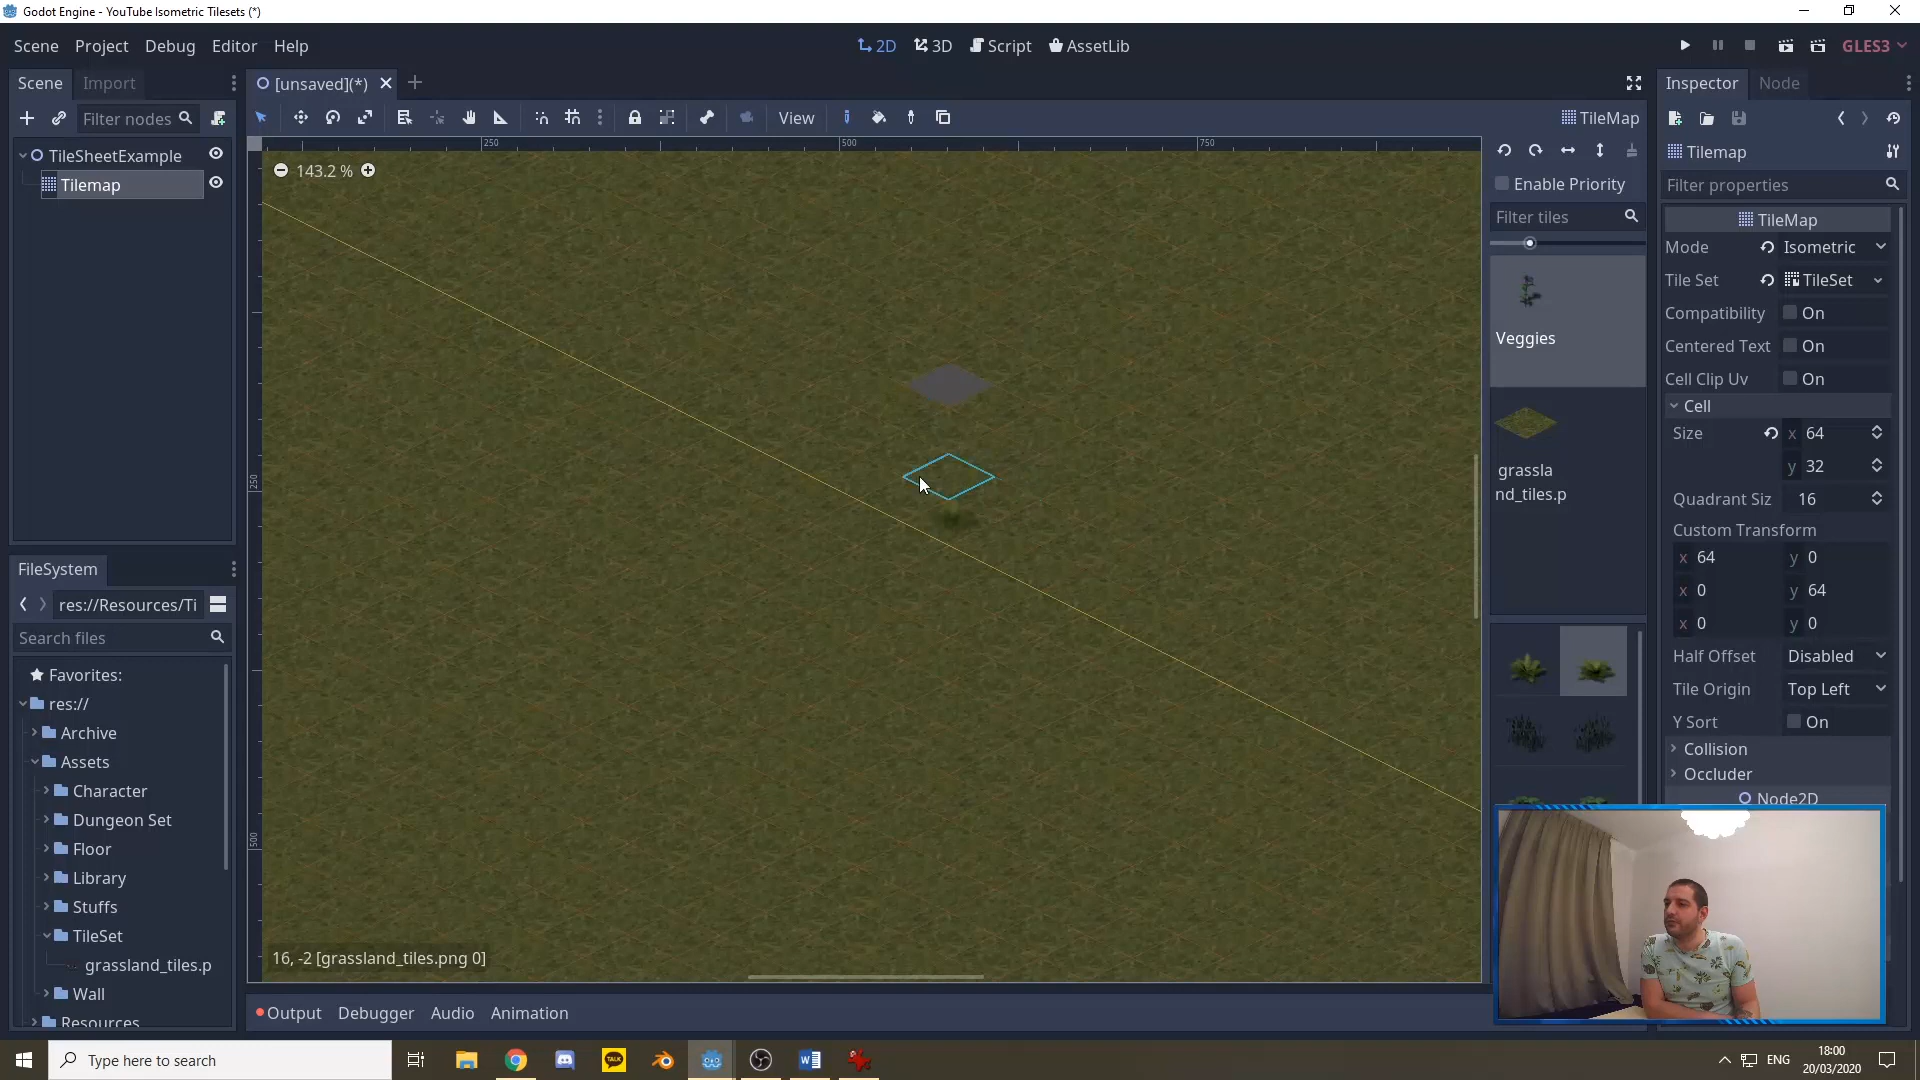 Godot Engine - YouTube Isometric Tilesets (*)
Scene Project Debug Editor Help
2D 3D Script AssetLib
GLES3
Scene Import
[unsaved](*)
Inspector Node
Filter nodes
View
TileMap
TileSheetExample
Tilemap
250 500 750
143.2 %
250
500
16, -2 [grassland_tiles.png 0]
Enable Priority
Filter tiles
Veggies
grassla
nd_tiles.p
Tilemap
Filter properties
TileMap
Mode Isometric
Tile Set TileSet
Compatibility On
Centered Text On
Cell Clip Uv On
Cell
Size x 64
y 32
Quadrant Siz 16
Custom Transform
x 64 y 0
x 0 y 64
x 0 y 0
Half Offset Disabled
Tile Origin Top Left
Y Sort On
Collision
Occluder
Node2D
FileSystem
res://Resources/Ti
Search files
Favorites:
res://
Archive
Assets
Character
Dungeon Set
Floor
Library
Stuffs
TileSet
grassland_tiles.p
Wall
Resources
Output Debugger Audio Animation
Type here to search
TALK
ENG
18:00
20/03/2020